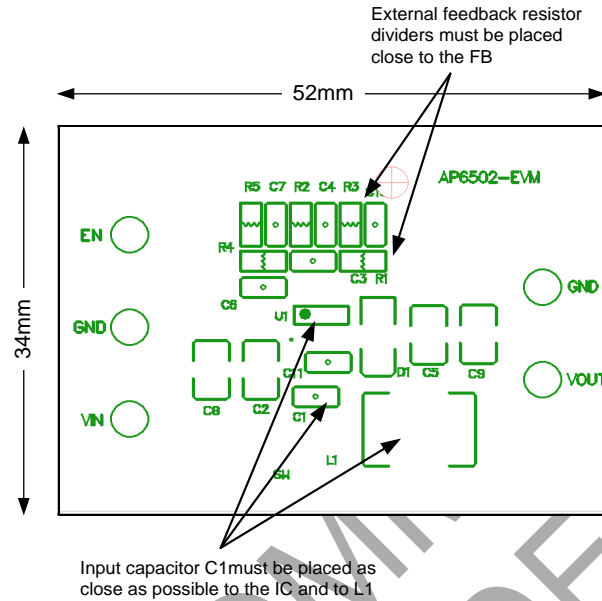 External feedback resistor
dividers must be placed
close to the FB
52mm
34mm
AP6502-EVM
R5 C7 R2 C4 R3
R4
C3 R1
EN
C6
U1
GND
GND
C11
D1 C5 C9
C8 C2
VOUT
C1
VIN
L1
SW
Input capacitor C1must be placed as
close as possible to the IC and to L1